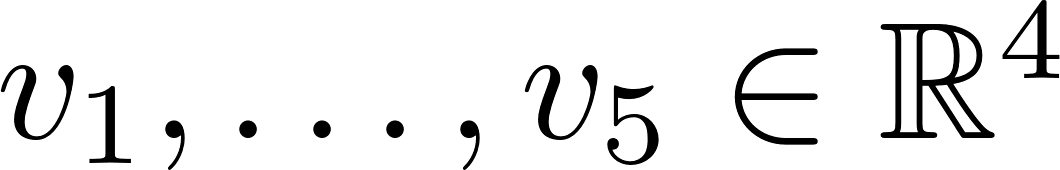 v₁, . . . , v₅ ∈ ℝ⁴